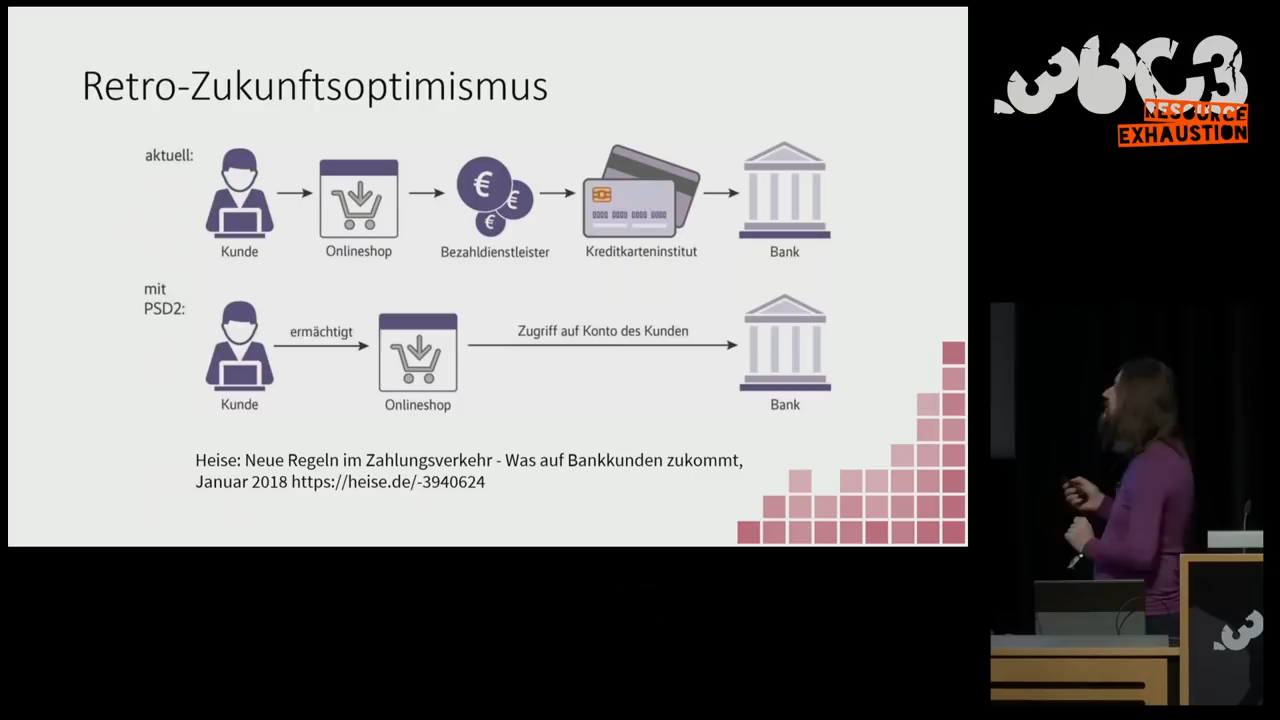 Retro-Zukunftsoptimismus
aktuell:
Kunde
Onlineshop
Bezahldienstleister
Kreditkarteninstitut
Bank
mit
PSD2:
ermächtigt
Zugriff auf Konto des Kunden
Kunde
Onlineshop
Bank
Heise: Neue Regeln im Zahlungsverkehr - Was auf Bankkunden zukommt,
Januar 2018 https://heise.de/-3940624
36C3
RESOURCE
EXHAUSTION